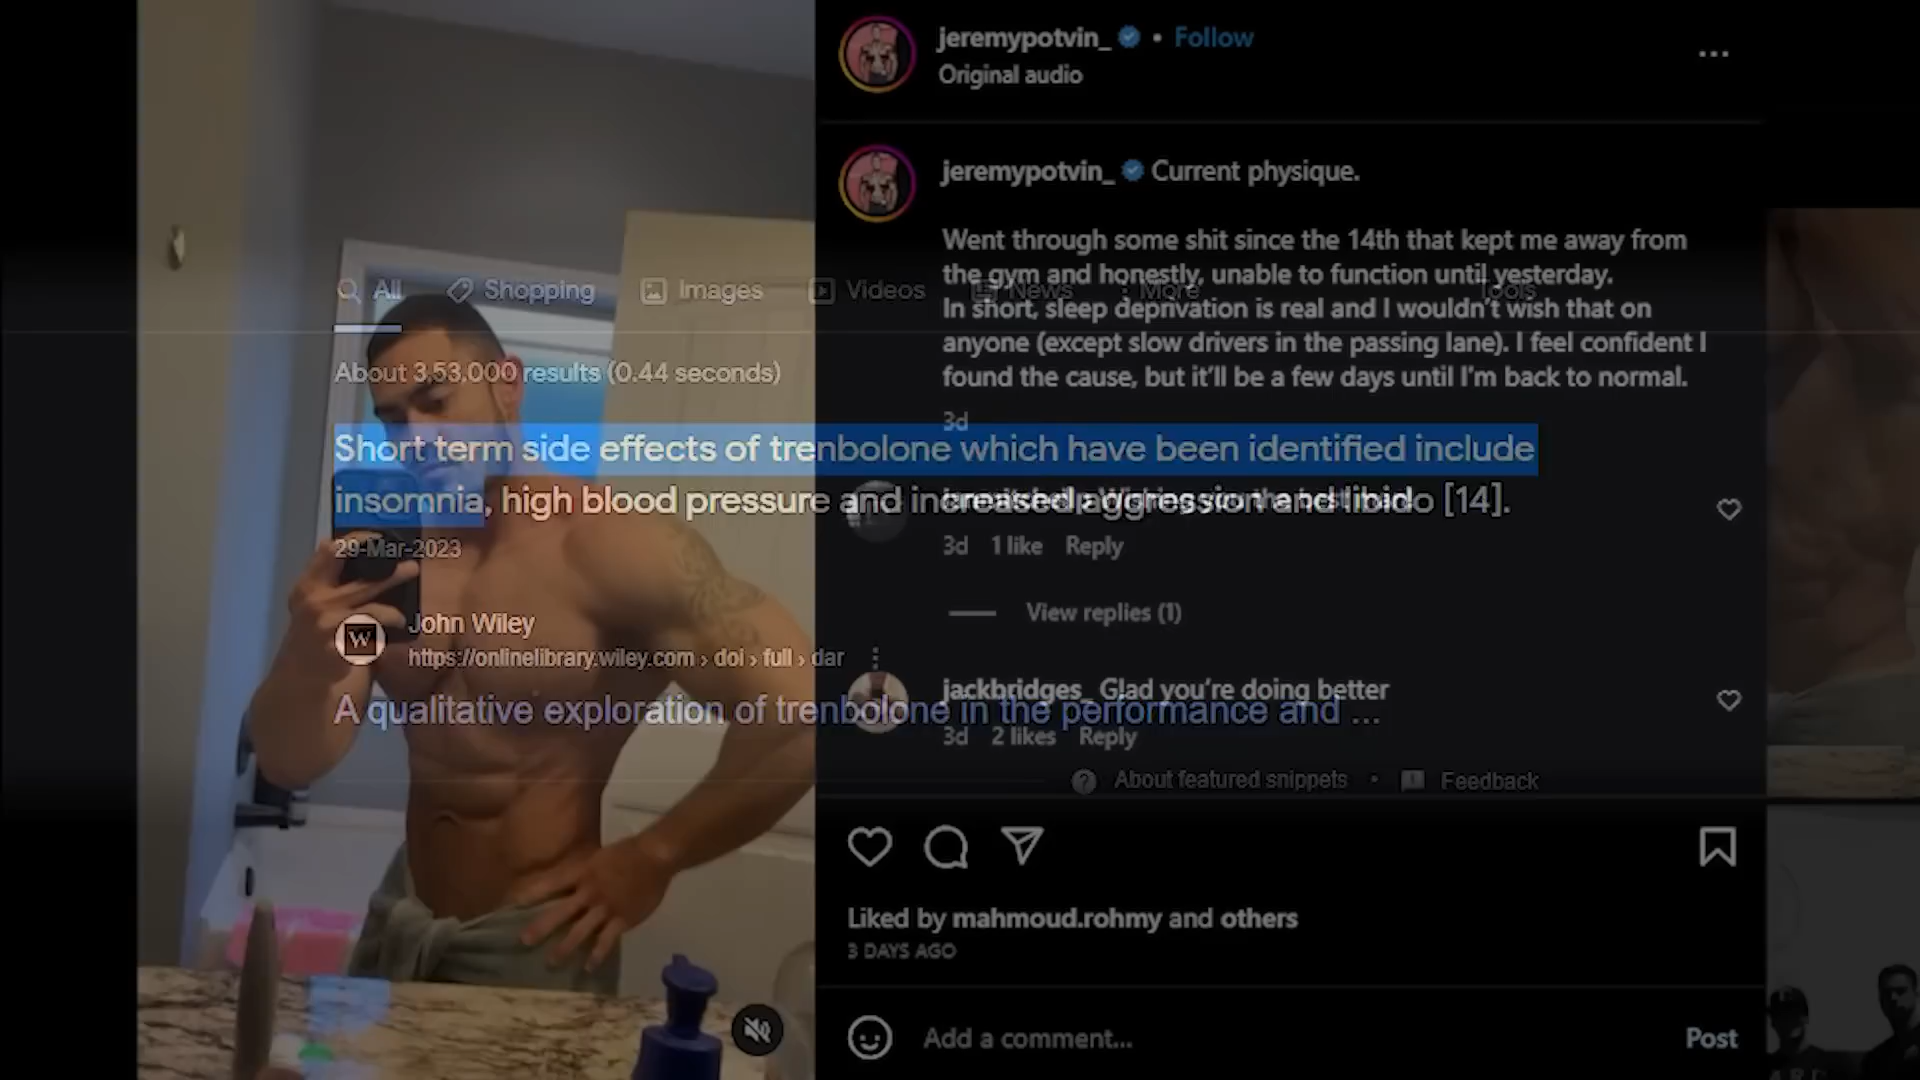 jeremypotvin_ • Follow
Original audio
jeremypotvin_ Current physique.
Went through some shit since the 14th that kept me away from
the gym and honestly, unable to function until yesterday.
In short, sleep deprivation is real and I wouldn't wish that on
anyone (except slow drivers in the passing lane). I feel confident I
found the cause, but it'll be a few days until I'm back to normal.
3d
All Shopping Images Videos News More Tools
About 3,53,000 results (0.44 seconds)
Short term side effects of trenbolone which have been identified include
insomnia, high blood pressure and increased aggression and libido [14].
29-Mar-2023
3d 1 like Reply
View replies (1)
John Wiley
https://onlinelibrary.wiley.com › doi › full › dar
A qualitative exploration of trenbolone in the performance and ...
jackbridges_ Glad you're doing better
3d 2 likes Reply
About featured snippets • Feedback
Liked by mahmoud.rohmy and others
3 DAYS AGO
Add a comment...
Post